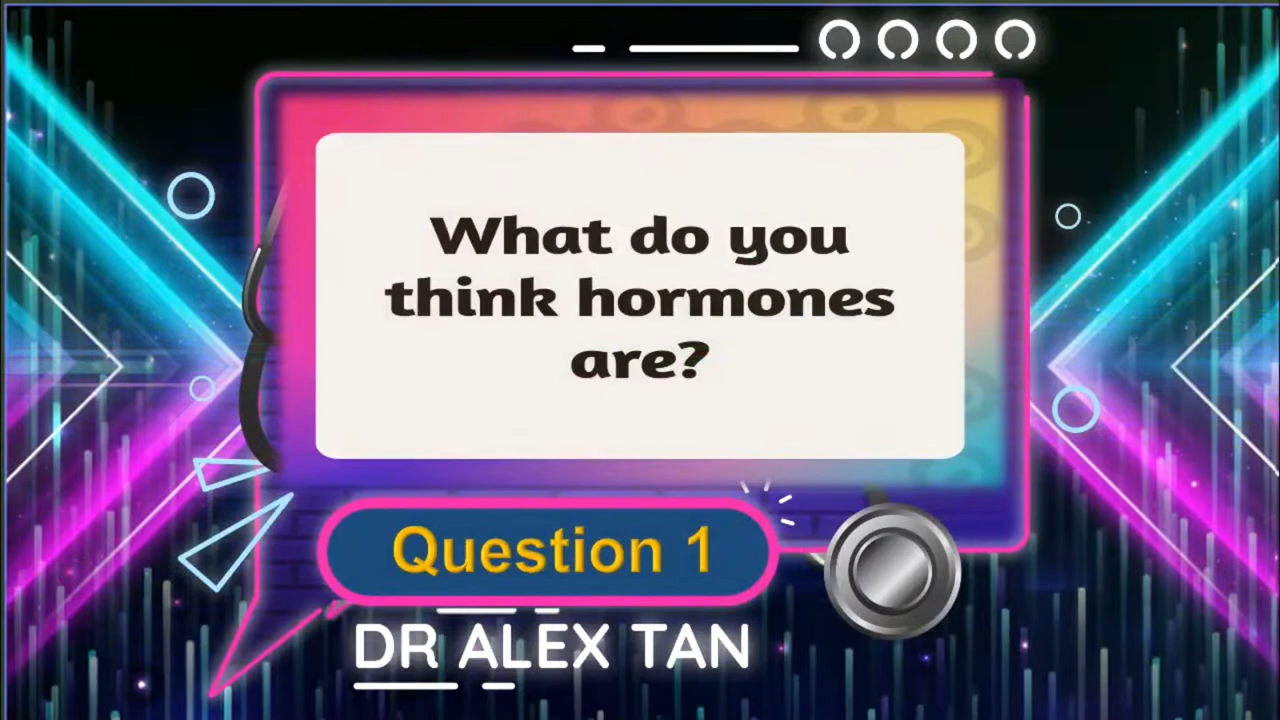 What do you
think hormones
are?
Question 1
DR ALEX TAN